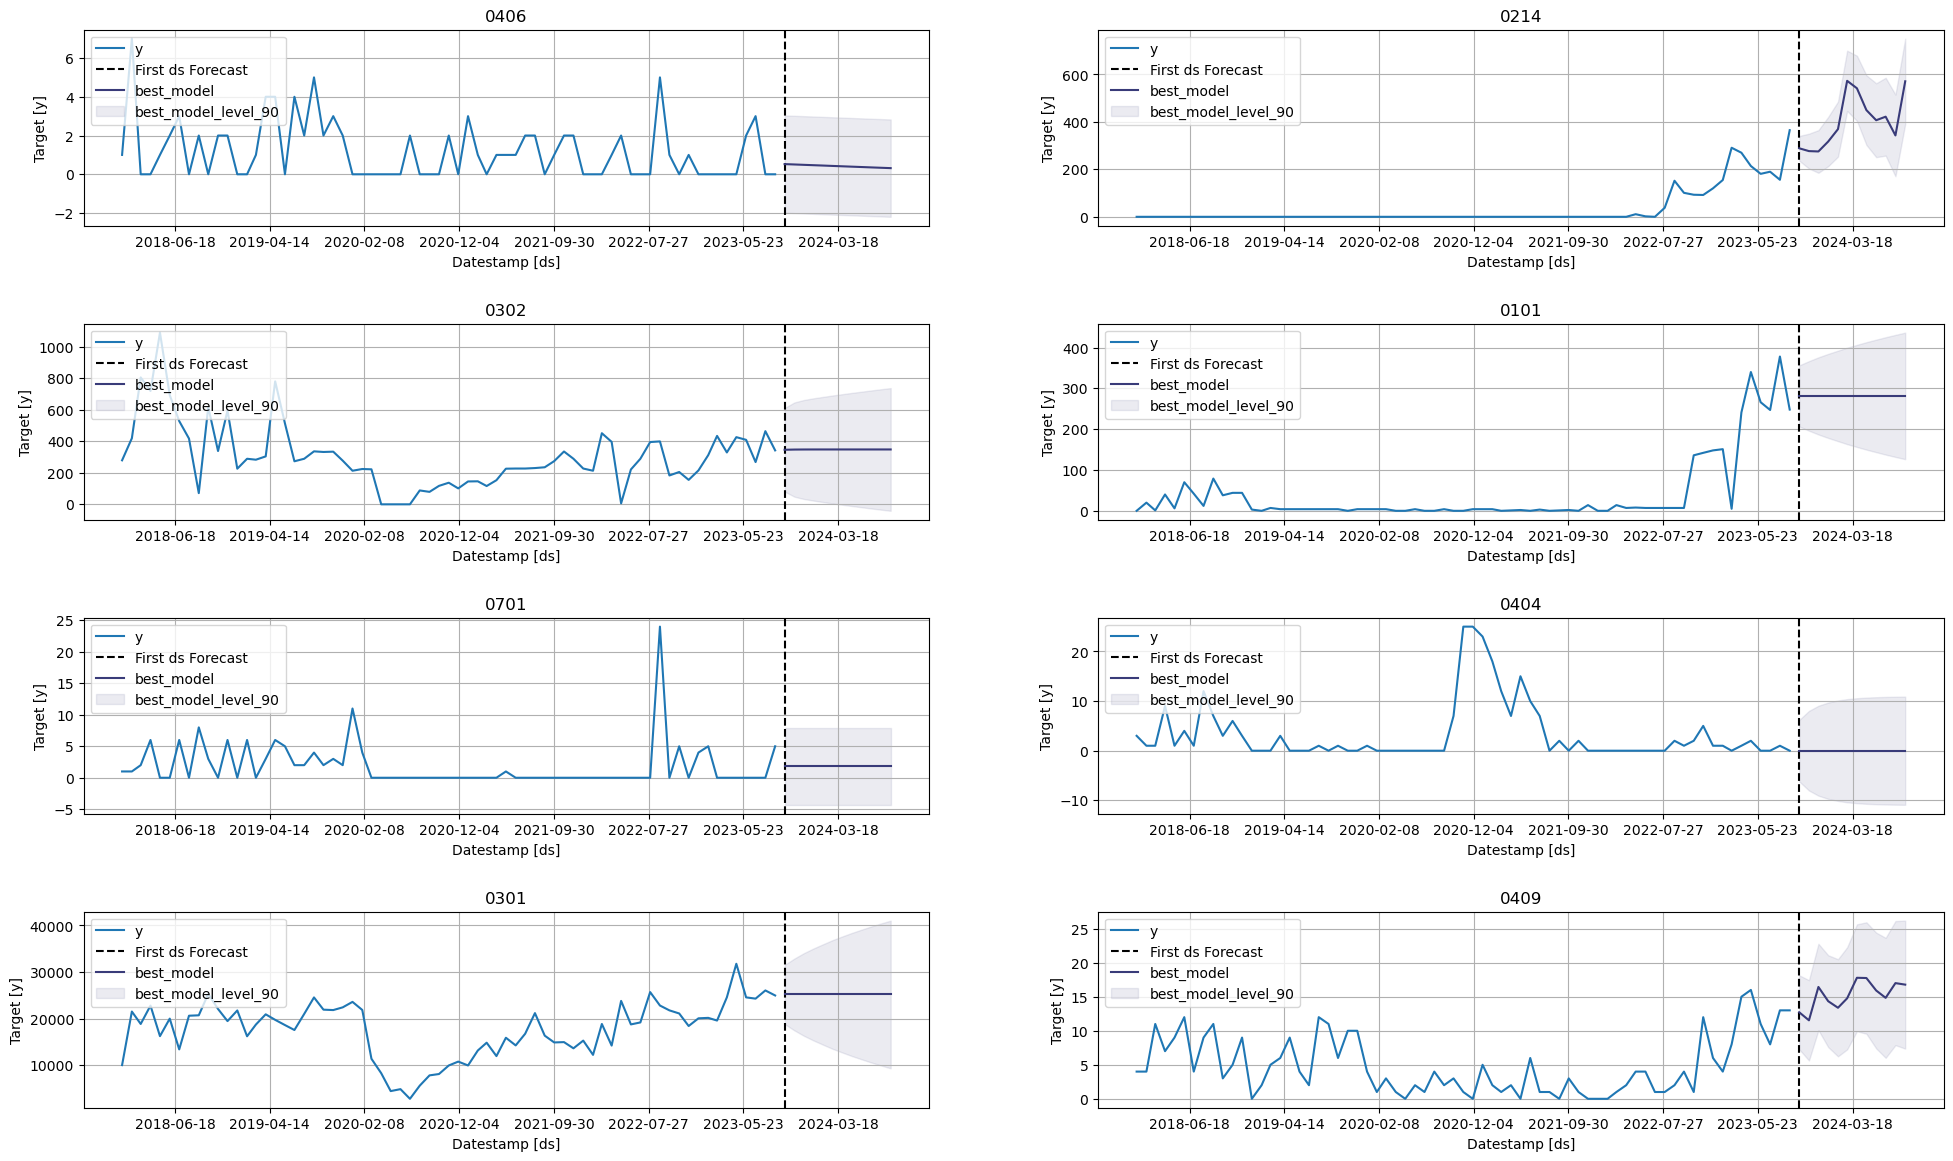 0406
y
First ds Forecast
best_model
best_model_level_90
6
4
2
0
−2
Target [y]
2018-06-18 2019-04-14 2020-02-08 2020-12-04 2021-09-30 2022-07-27 2023-05-23 2024-03-18
Datestamp [ds]
0214
y
First ds Forecast
best_model
best_model_level_90
600
400
200
0
Target [y]
2018-06-18 2019-04-14 2020-02-08 2020-12-04 2021-09-30 2022-07-27 2023-05-23 2024-03-18
Datestamp [ds]
0302
y
First ds Forecast
best_model
best_model_level_90
1000
800
600
400
200
0
Target [y]
2018-06-18 2019-04-14 2020-02-08 2020-12-04 2021-09-30 2022-07-27 2023-05-23 2024-03-18
Datestamp [ds]
0101
y
First ds Forecast
best_model
best_model_level_90
400
300
200
100
0
Target [y]
2018-06-18 2019-04-14 2020-02-08 2020-12-04 2021-09-30 2022-07-27 2023-05-23 2024-03-18
Datestamp [ds]
0701
y
First ds Forecast
best_model
best_model_level_90
25
20
15
10
5
0
−5
Target [y]
2018-06-18 2019-04-14 2020-02-08 2020-12-04 2021-09-30 2022-07-27 2023-05-23 2024-03-18
Datestamp [ds]
0404
y
First ds Forecast
best_model
best_model_level_90
20
10
0
−10
Target [y]
2018-06-18 2019-04-14 2020-02-08 2020-12-04 2021-09-30 2022-07-27 2023-05-23 2024-03-18
Datestamp [ds]
0301
y
First ds Forecast
best_model
best_model_level_90
40000
30000
20000
10000
Target [y]
2018-06-18 2019-04-14 2020-02-08 2020-12-04 2021-09-30 2022-07-27 2023-05-23 2024-03-18
Datestamp [ds]
0409
y
First ds Forecast
best_model
best_model_level_90
25
20
15
10
5
0
Target [y]
2018-06-18 2019-04-14 2020-02-08 2020-12-04 2021-09-30 2022-07-27 2023-05-23 2024-03-18
Datestamp [ds]